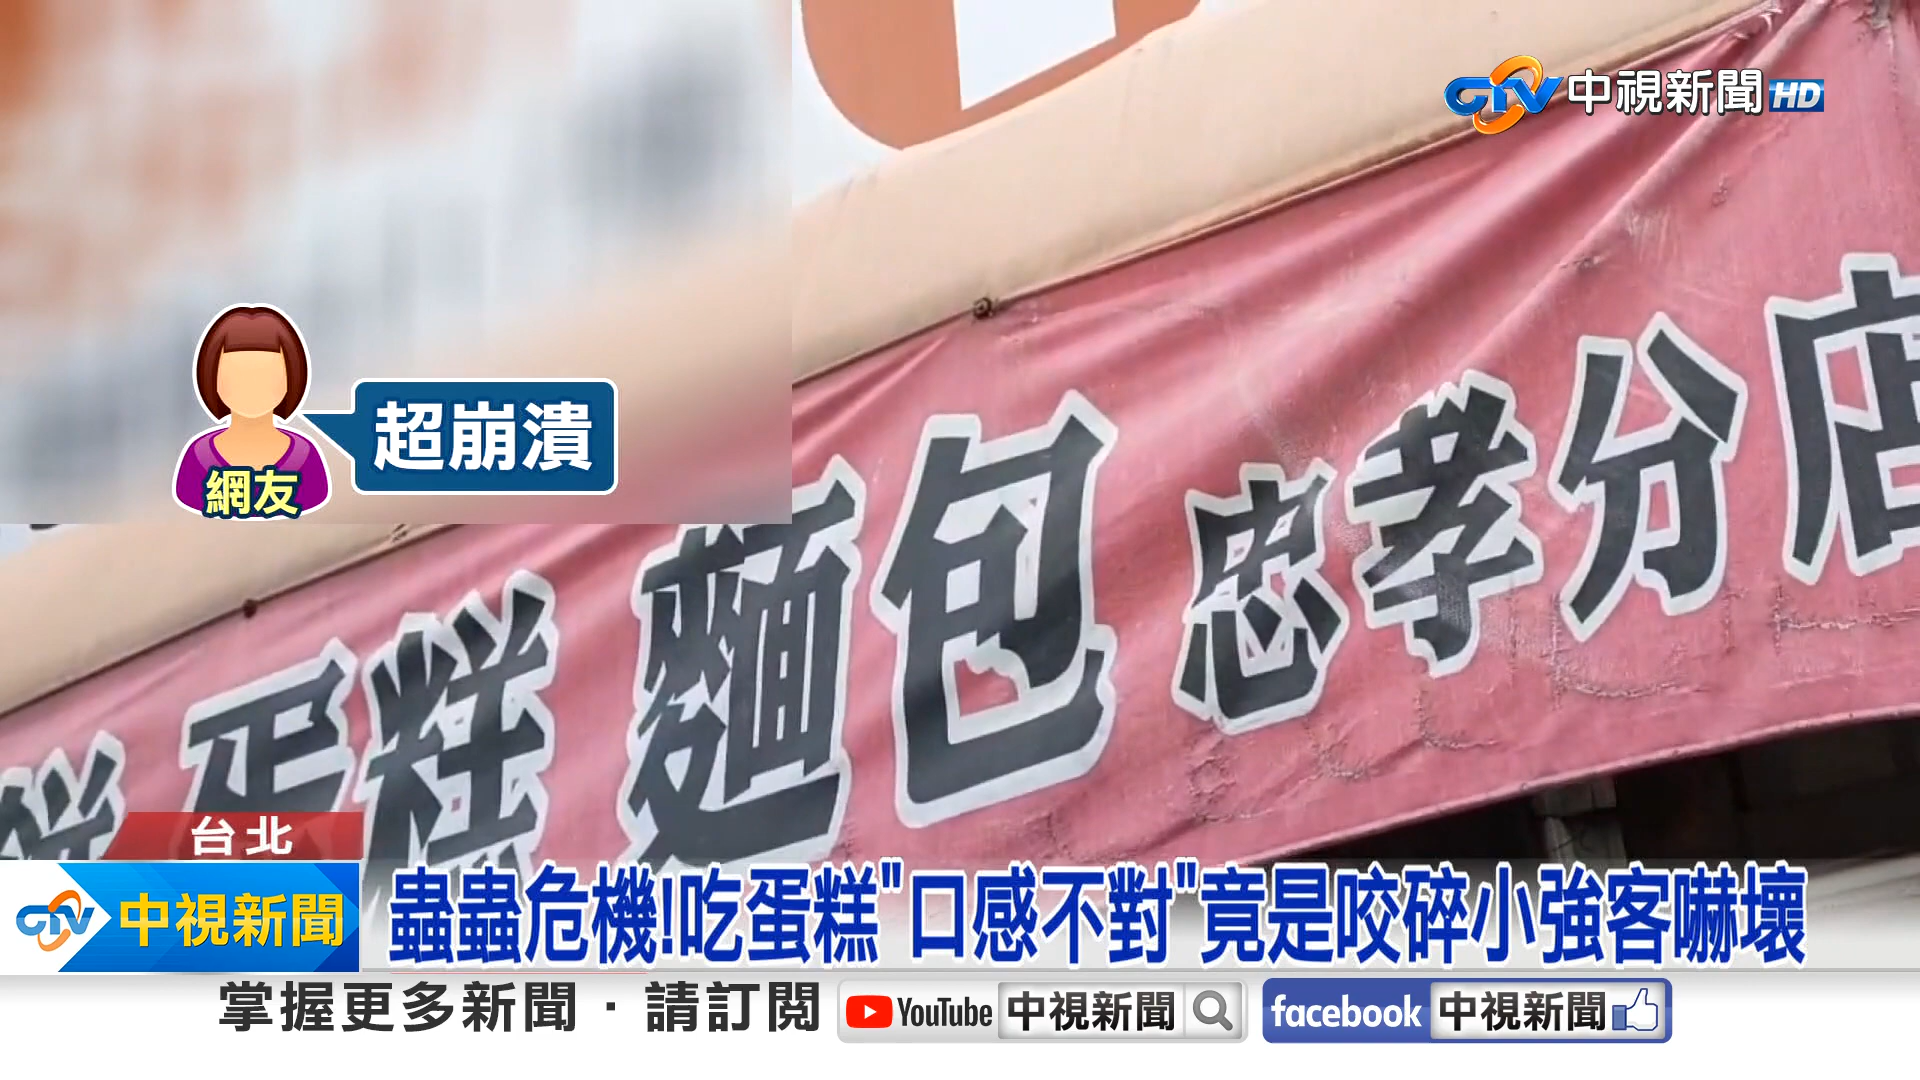 CTV 中視新聞 HD
超崩潰
網友
蛋糕 麵包 忠孝分店
台北
CTV 中視新聞
蟲蟲危機!吃蛋糕"口感不對"竟是咬碎小強客嚇壞
掌握更多新聞・請訂閱 YouTube 中視新聞 facebook 中視新聞